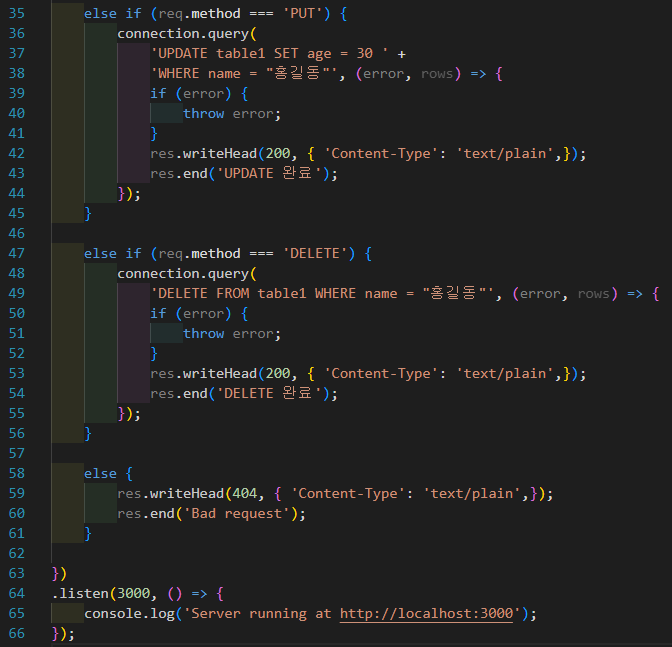 35 else if (req.method === 'PUT') {
36 connection.query(
37 'UPDATE table1 SET age = 30 ' +
38 'WHERE name = "홍길동"', (error, rows) => {
39 if (error) {
40 throw error;
41 }
42 res.writeHead(200, { 'Content-Type': 'text/plain',});
43 res.end('UPDATE 완료');
44 });
45 }
46
47 else if (req.method === 'DELETE') {
48 connection.query(
49 'DELETE FROM table1 WHERE name = "홍길동"', (error, rows) => {
50 if (error) {
51 throw error;
52 }
53 res.writeHead(200, { 'Content-Type': 'text/plain',});
54 res.end('DELETE 완료');
55 });
56 }
57
58 else {
59 res.writeHead(404, { 'Content-Type': 'text/plain',});
60 res.end('Bad request');
61 }
62
63 })
64 .listen(3000, () => {
65 console.log('Server running at http://localhost:3000');
66 });